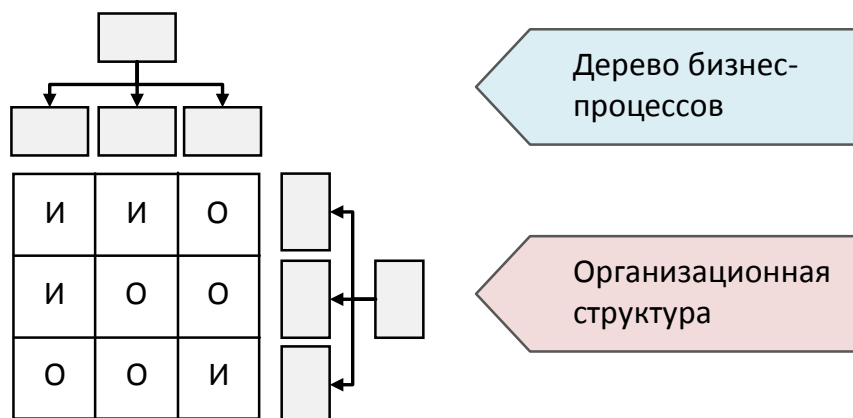 Дерево бизнес-
процессов
И И О
И О О
О О И
Организационная
структура